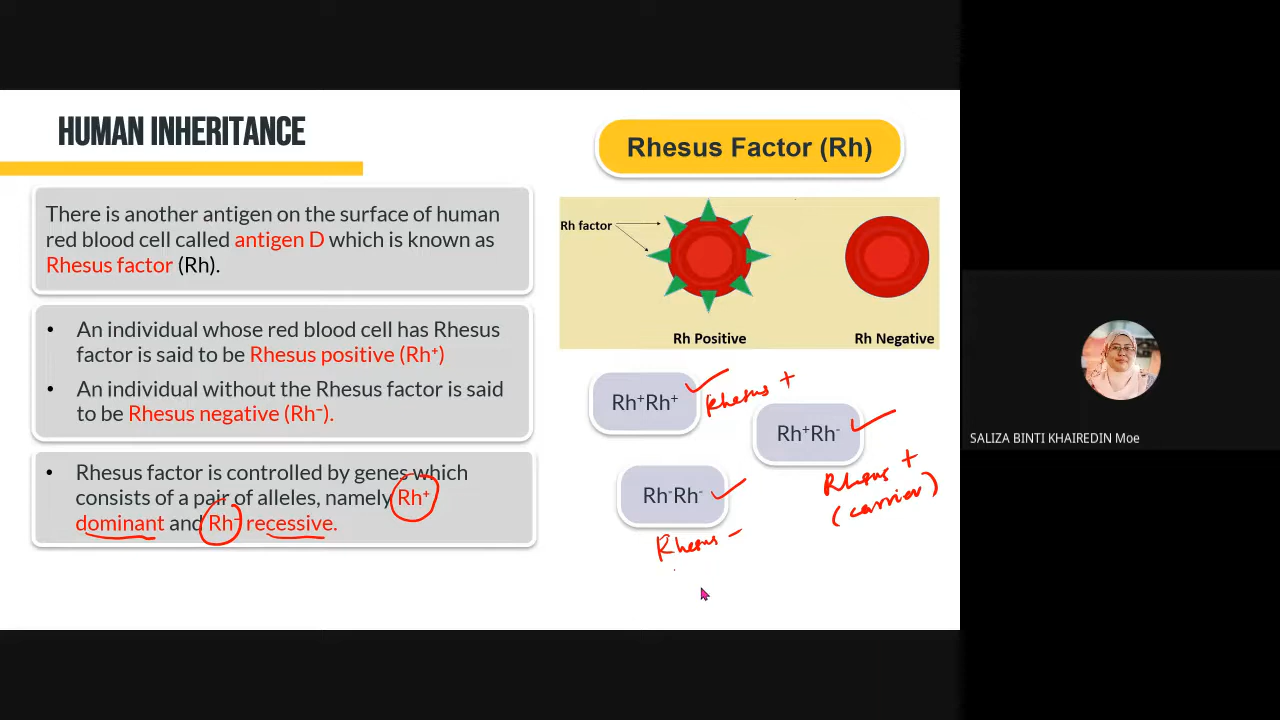 HUMAN INHERITANCE
There is another antigen on the surface of human
red blood cell called antigen D which is known as
Rhesus factor (Rh).
• An individual whose red blood cell has Rhesus
factor is said to be Rhesus positive (Rh⁺)
• An individual without the Rhesus factor is said
to be Rhesus negative (Rh⁻).
• Rhesus factor is controlled by genes which
consists of a pair of alleles, namely Rh⁺
dominant and Rh⁻ recessive.
Rhesus Factor (Rh)
Rh factor
Rh Positive
Rh Negative
Rh⁺Rh⁺
Rhesus +
Rh⁺Rh⁻
Rhesus +
(carrier)
Rh⁻Rh⁻
Rhesus −
SALIZA BINTI KHAIREDIN Moe